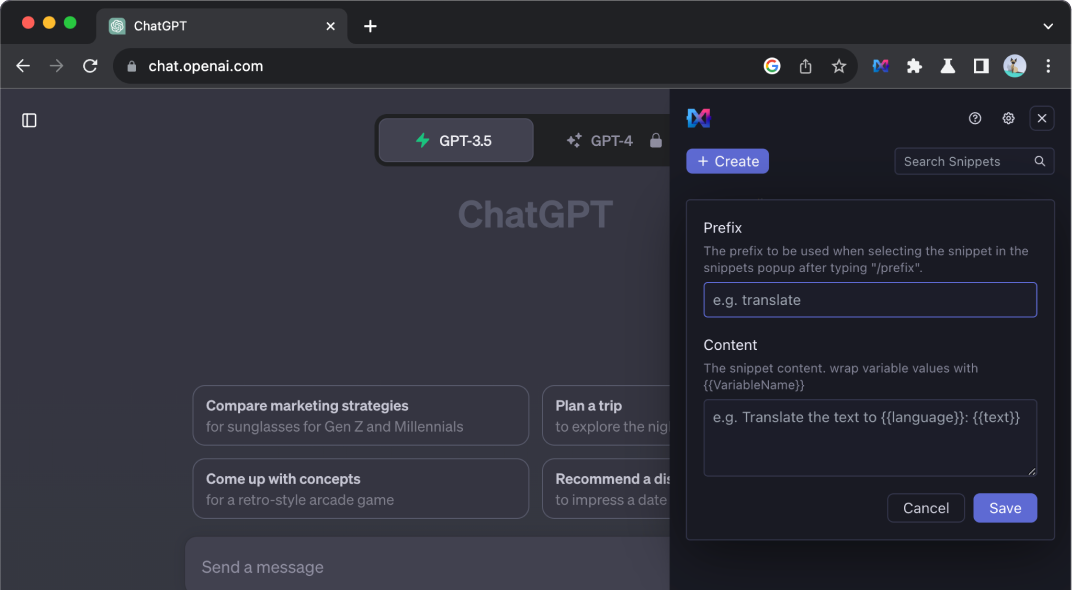 ChatGPT
chat.openai.com
GPT-3.5
GPT-4
ChatGPT
Compare marketing strategies
for sunglasses for Gen Z and Millennials
Plan a trip
to explore the nig
Come up with concepts
for a retro-style arcade game
Recommend a dis
to impress a date
Send a message
+ Create
Search Snippets
Prefix
The prefix to be used when selecting the snippet in the
snippets popup after typing "/prefix".
e.g. translate
Content
The snippet content. wrap variable values with
{{VariableName}}
e.g. Translate the text to {{language}}: {{text}}
Cancel
Save